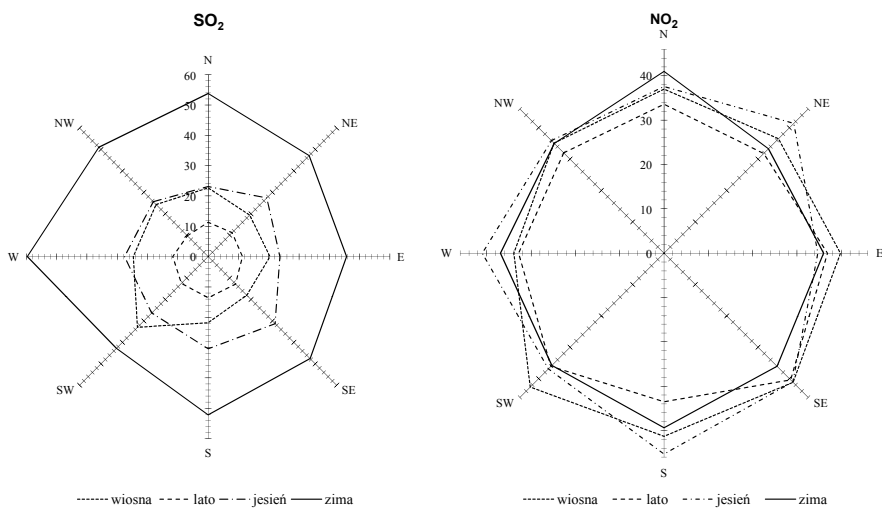 SO2
N
60
50
40
30
20
10
0
NW
NE
W
E
SW
SE
S
wiosna lato jesień zima
NO2
N
40
30
20
10
0
NW
NE
W
E
SW
SE
S
wiosna lato jesień zima